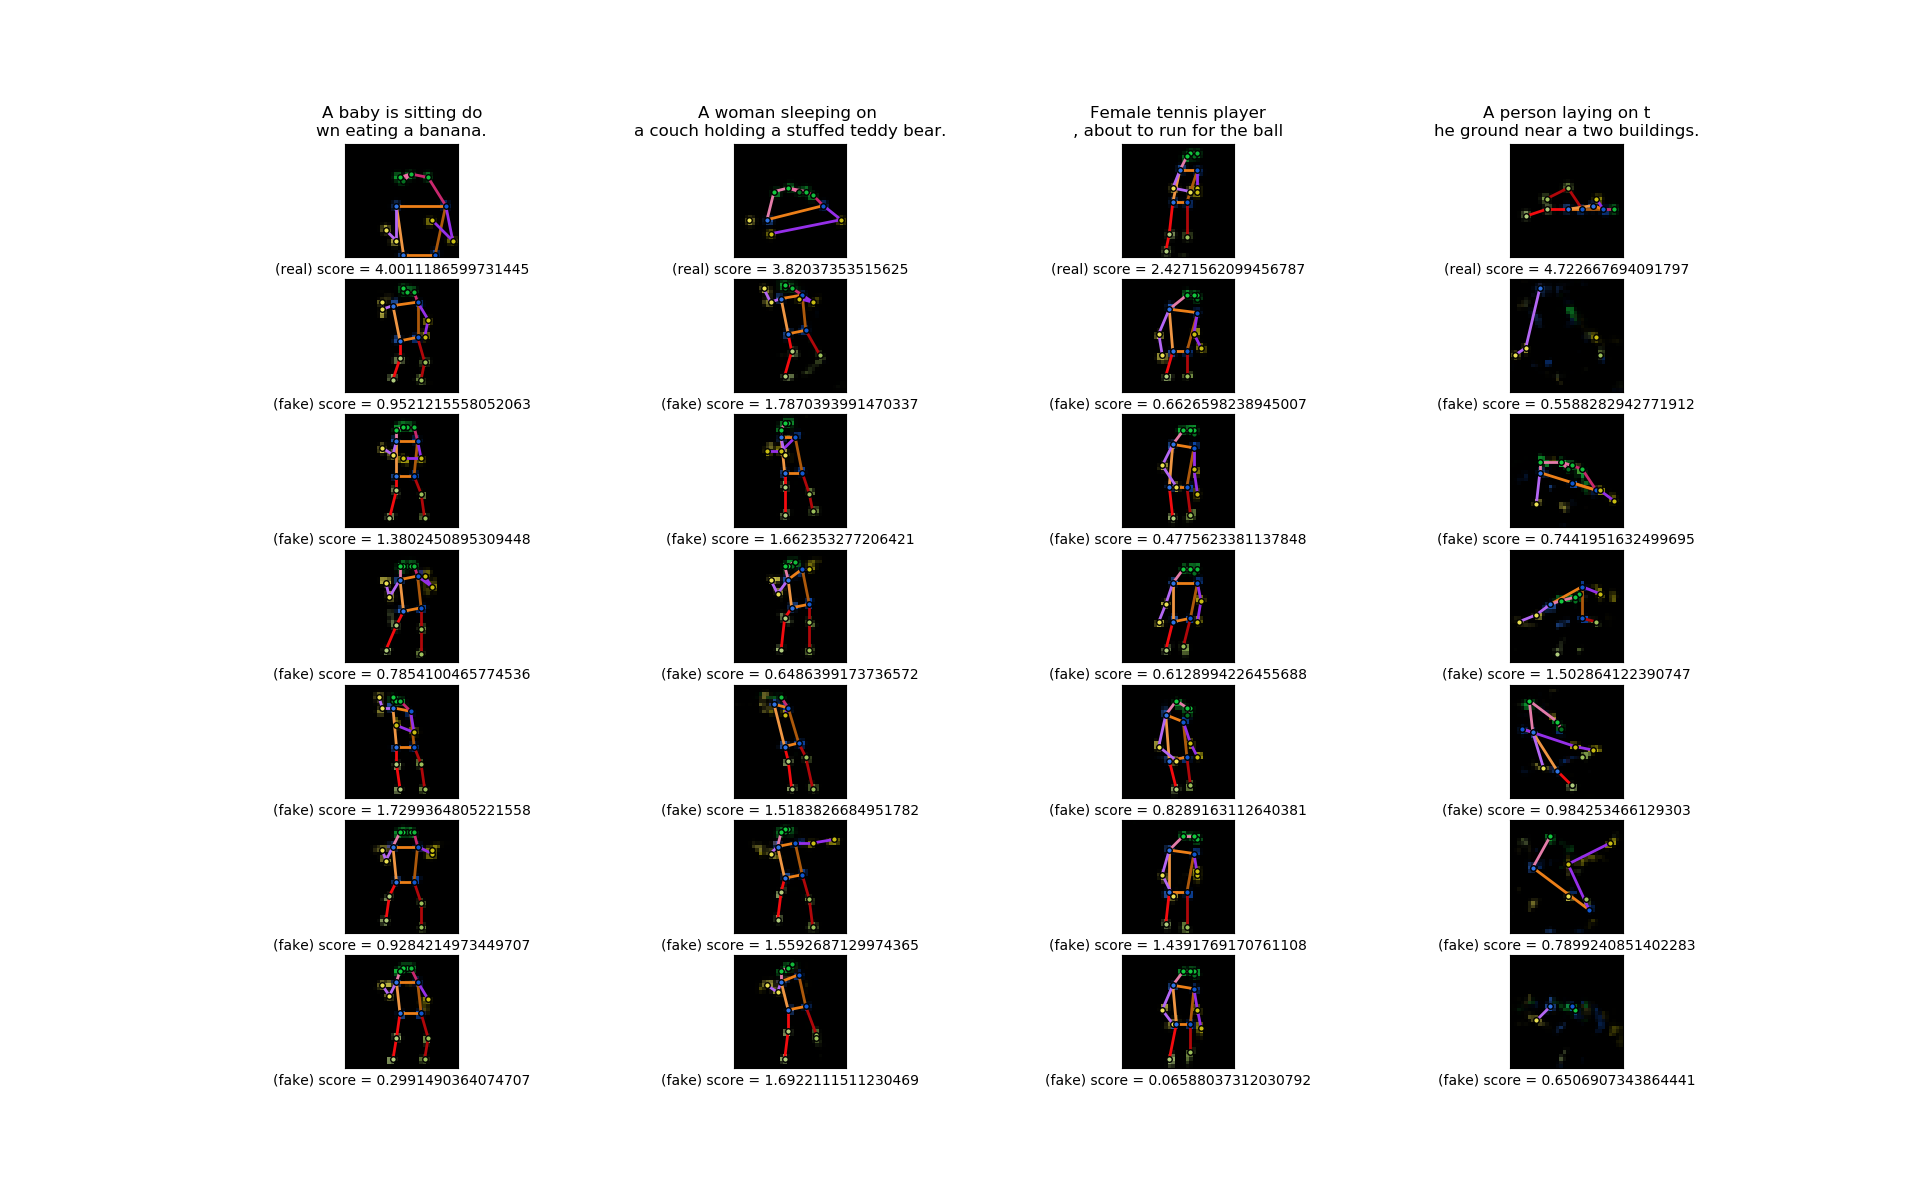 A baby is sitting do
wn eating a banana.
A woman sleeping on
a couch holding a stuffed teddy bear.
Female tennis player
, about to run for the ball
A person laying on t
he ground near a two buildings.
(real) score = 4.0011186599731445
(real) score = 3.82037353515625
(real) score = 2.4271562099456787
(real) score = 4.722667694091797
(fake) score = 0.9521215558052063
(fake) score = 1.7870393991470337
(fake) score = 0.6626598238945007
(fake) score = 0.5588282942771912
(fake) score = 1.3802450895309448
(fake) score = 1.662353277206421
(fake) score = 0.4775623381137848
(fake) score = 0.7441951632499695
(fake) score = 0.7854100465774536
(fake) score = 0.6486399173736572
(fake) score = 0.6128994226455688
(fake) score = 1.502864122390747
(fake) score = 1.7299364805221558
(fake) score = 1.5183826684951782
(fake) score = 0.8289163112640381
(fake) score = 0.984253466129303
(fake) score = 0.9284214973449707
(fake) score = 1.5592687129974365
(fake) score = 1.4391769170761108
(fake) score = 0.7899240851402283
(fake) score = 0.2991490364074707
(fake) score = 1.6922111511230469
(fake) score = 0.06588037312030792
(fake) score = 0.6506907343864441